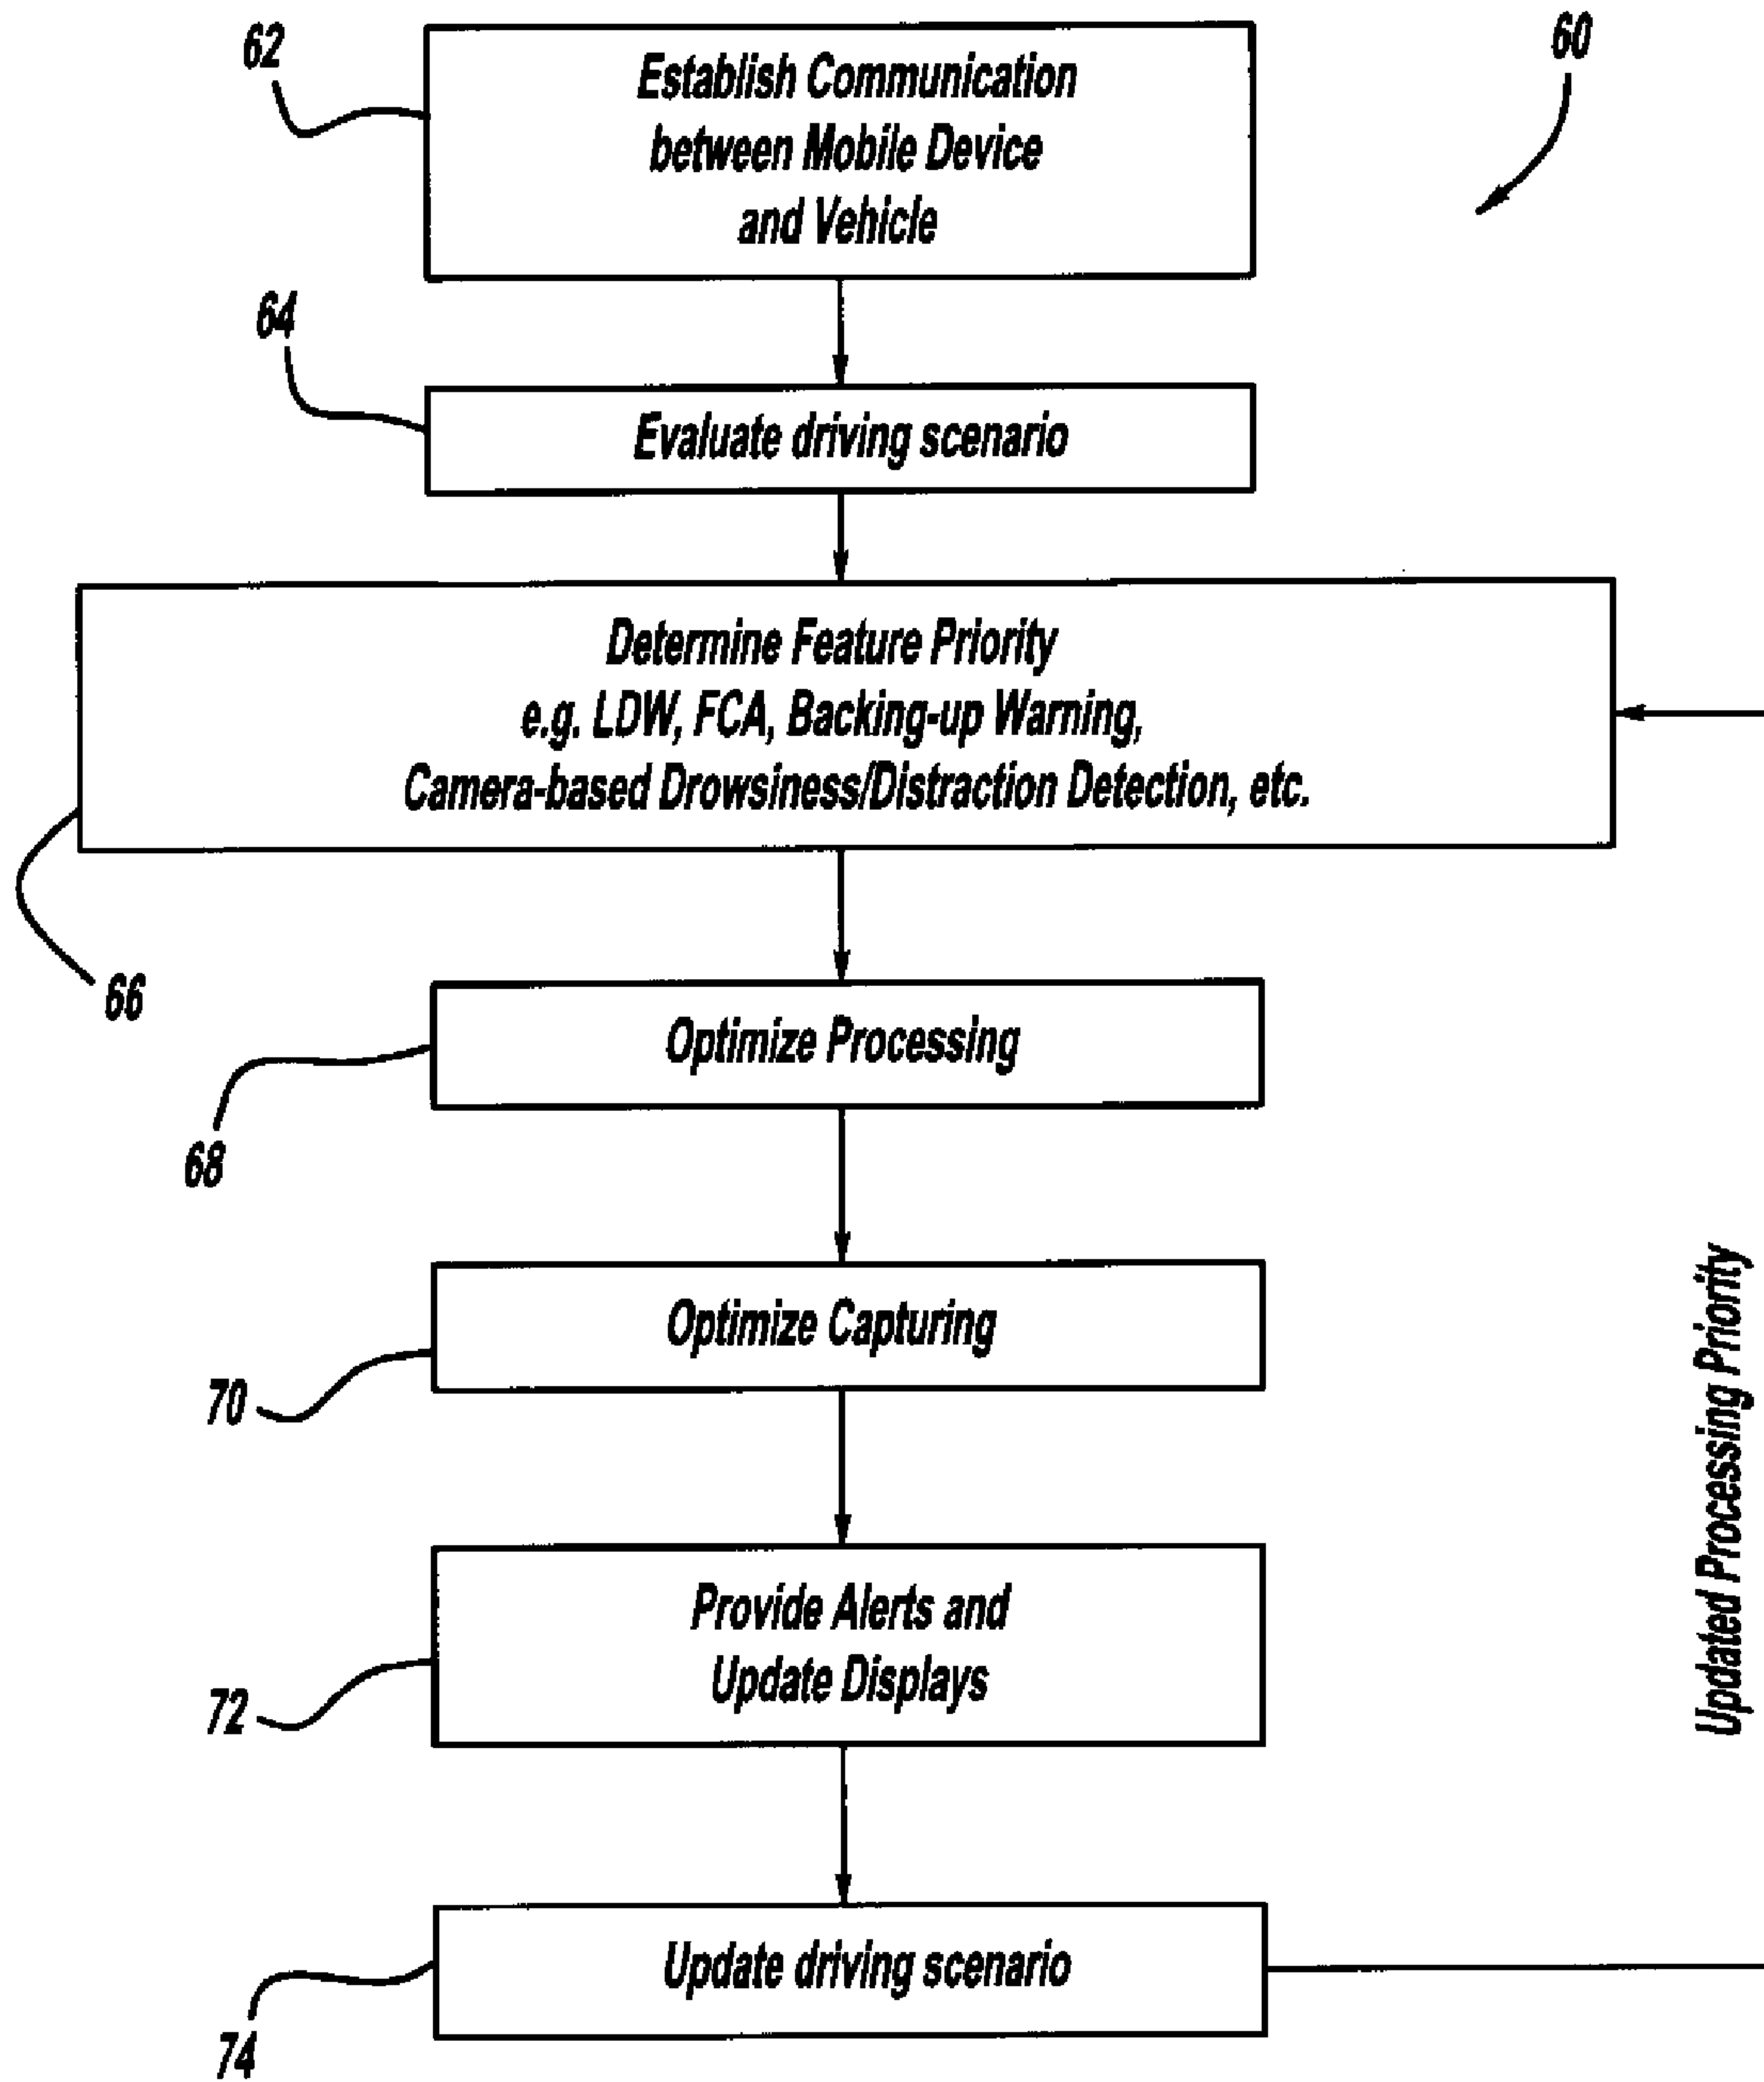 62
60
Establish Communication
between Mobile Device
and Vehicle
64
Evaluate driving scenario
Determine Feature Priority
e.g. LDW, FCA, Backing-up Warning,
Camera-based Drowsiness/Distraction Detection, etc.
66
Optimize Processing
68
Optimize Capturing
70
Updated Processing Priority
Provide Alerts and
Update Displays
72
Update driving scenario
74